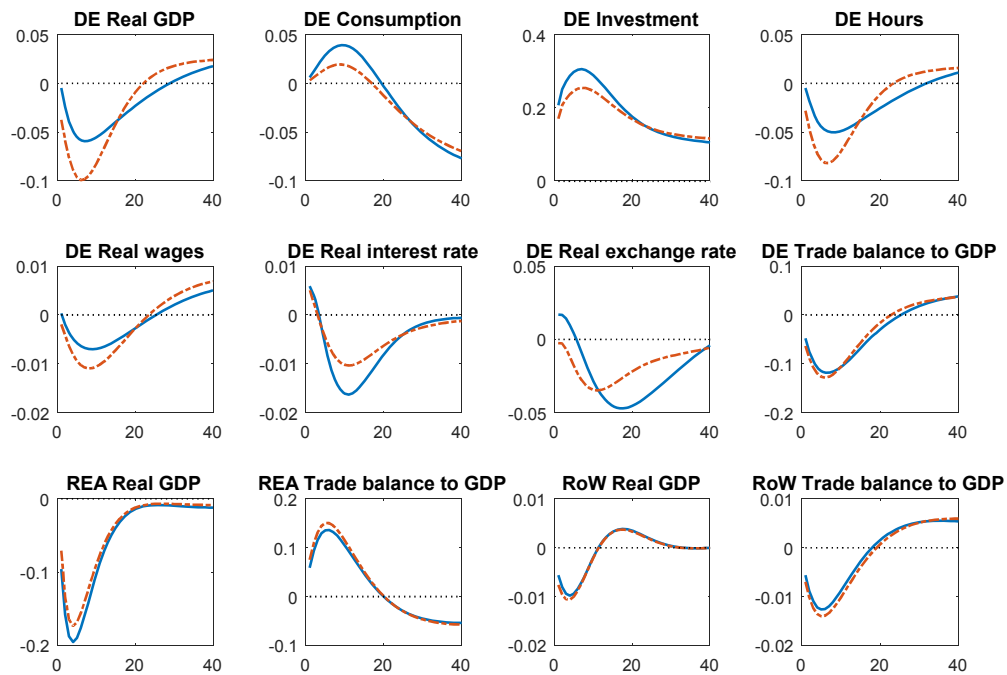 DE Real GDP
0.05
0
-0.05
-0.1
0 20 40
DE Consumption
0.05
0
-0.05
-0.1
0 20 40
DE Investment
0.4
0.2
0
0 20 40
DE Hours
0.05
0
-0.05
-0.1
0 20 40
DE Real wages
0.01
0
-0.01
-0.02
0 20 40
DE Real interest rate
0.01
0
-0.01
-0.02
0 20 40
DE Real exchange rate
0.05
0
-0.05
0 20 40
DE Trade balance to GDP
0.1
0
-0.1
-0.2
0 20 40
REA Real GDP
0
-0.1
-0.2
0 20 40
REA Trade balance to GDP
0.2
0.1
0
-0.1
0 20 40
RoW Real GDP
0.01
0
-0.01
-0.02
0 20 40
RoW Trade balance to GDP
0.01
0
-0.01
-0.02
0 20 40